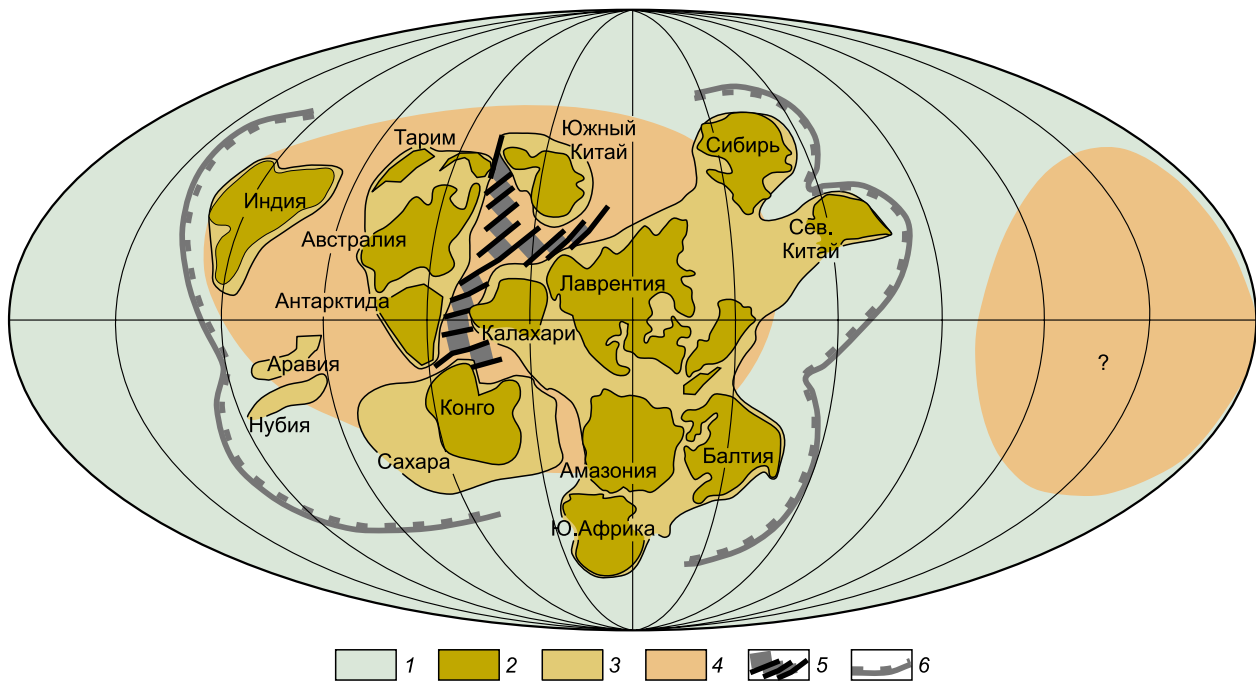 Тарим
Южный
Китай
Сибирь
Индия
Австралия
Сев.
Китай
Лаврентия
Антарктида
Калахари
Аравия
?
Конго
Нубия
Балтия
Сахара
Амазония
Ю.Африка
1 2 3 4 5 6